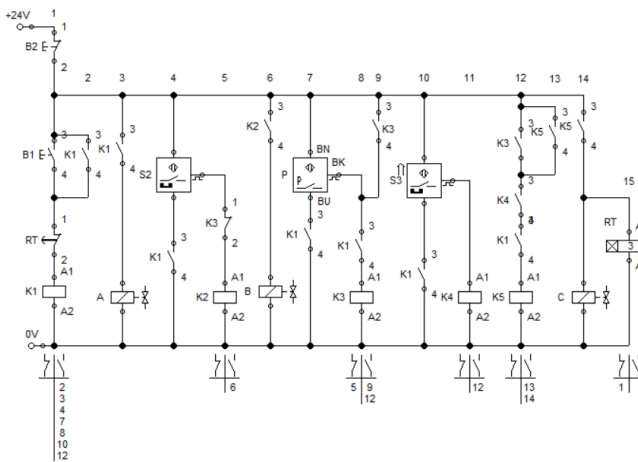 +24V 1
1
B2
2
2 3 4 5 6 7 8 9 10 11 12 13 14
3 3 3 3 3 3 3
K2 BN K3 K5 K5
B1 K1 K1 S2 P BK S3 K3
4 4 4 4 4 4 4 4
BU 3 15
1 1 3 K4 RT
RT K3 K1 4 A
2 3 2 3 3 3 3
K1 K1 K1 K1 A
4 4 4 4
A1 A1 A1 A1 A1
K1 A K2 B K3 K4 K5 C
A2 A2 A2 A2 A2
0V
2 6 5 9 12 13 1
3 12 14
4
7
8
10
12